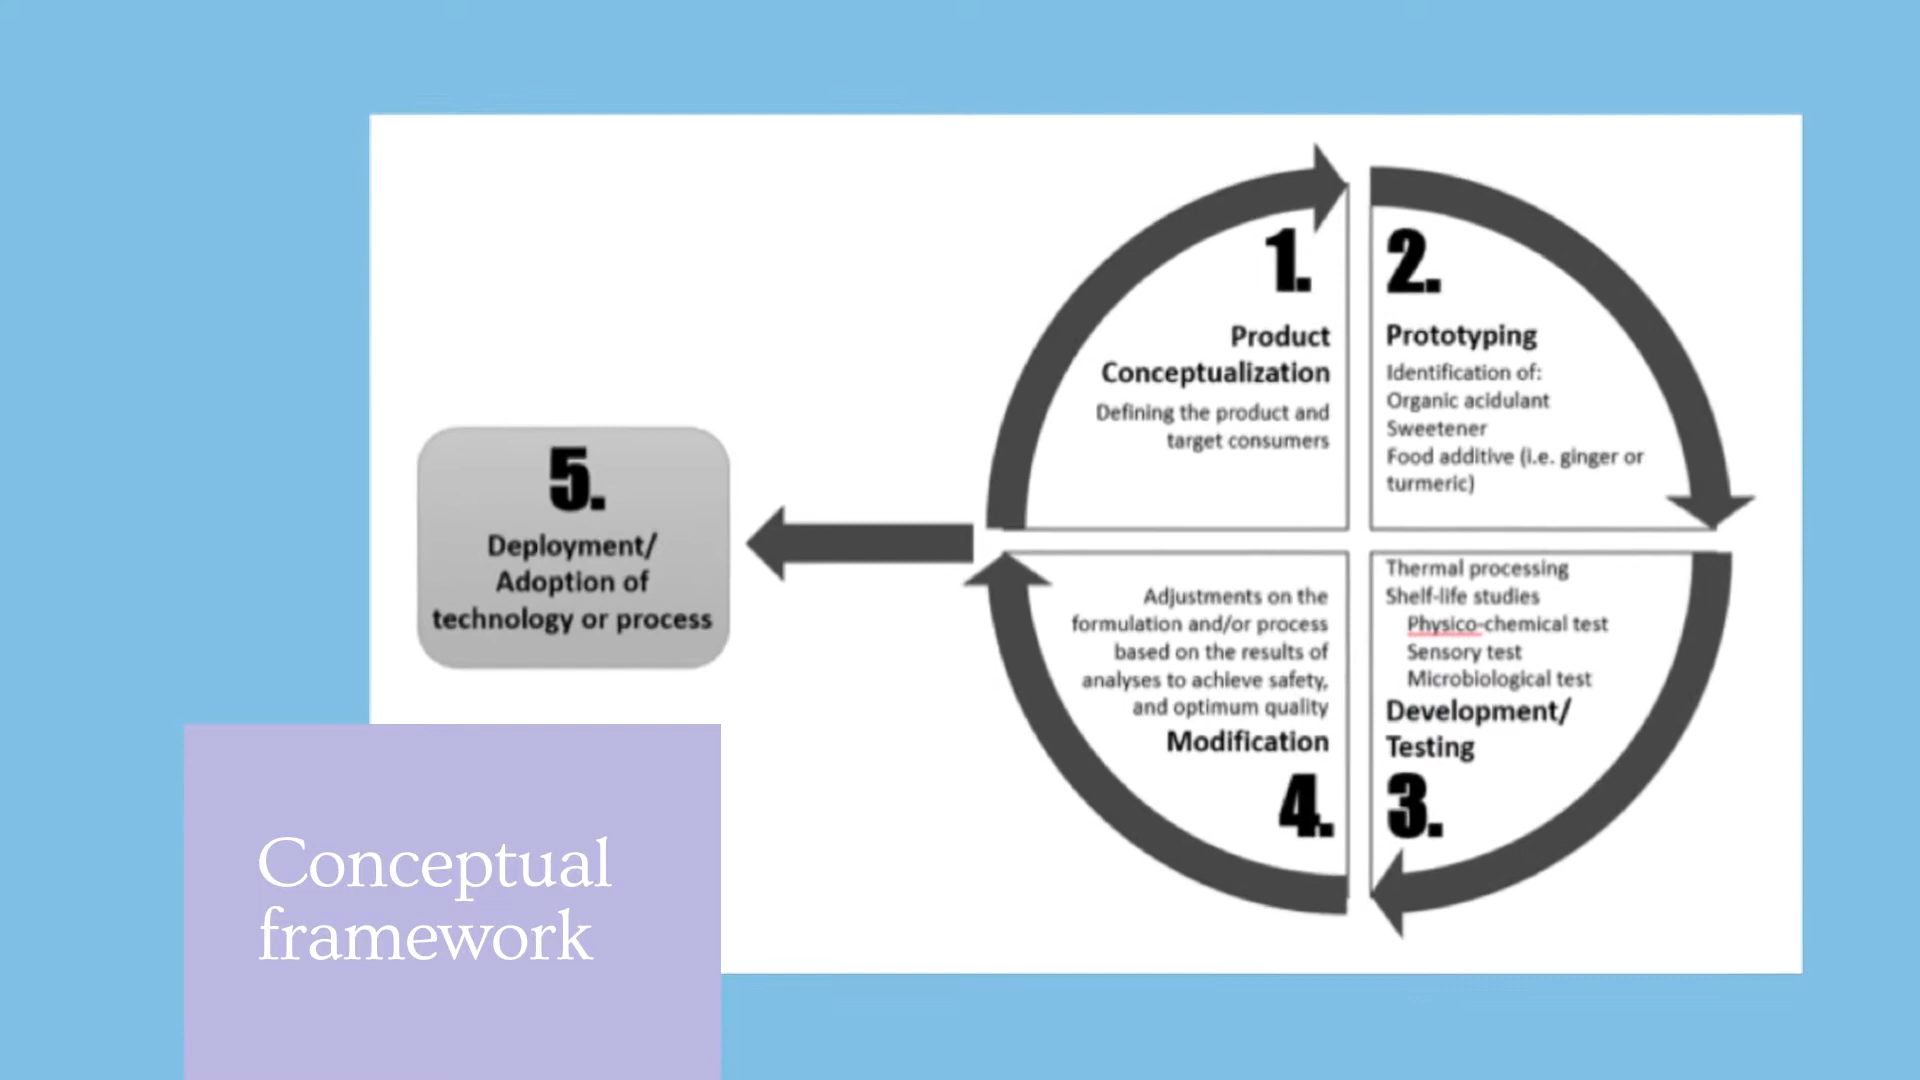 1.
Product
Conceptualization
Defining the product and
target consumers
2.
Prototyping
Identification of:
Organic acidulant
Sweetener
Food additive (i.e. ginger or
turmeric)
Thermal processing
Shelf-life studies
Physico-chemical test
Sensory test
Microbiological test
Development/
Testing
3.
Adjustments on the
formulation and/or process
based on the results of
analyses to achieve safety,
and optimum quality
Modification
4.
5.
Deployment/
Adoption of
technology or process
Conceptual
framework